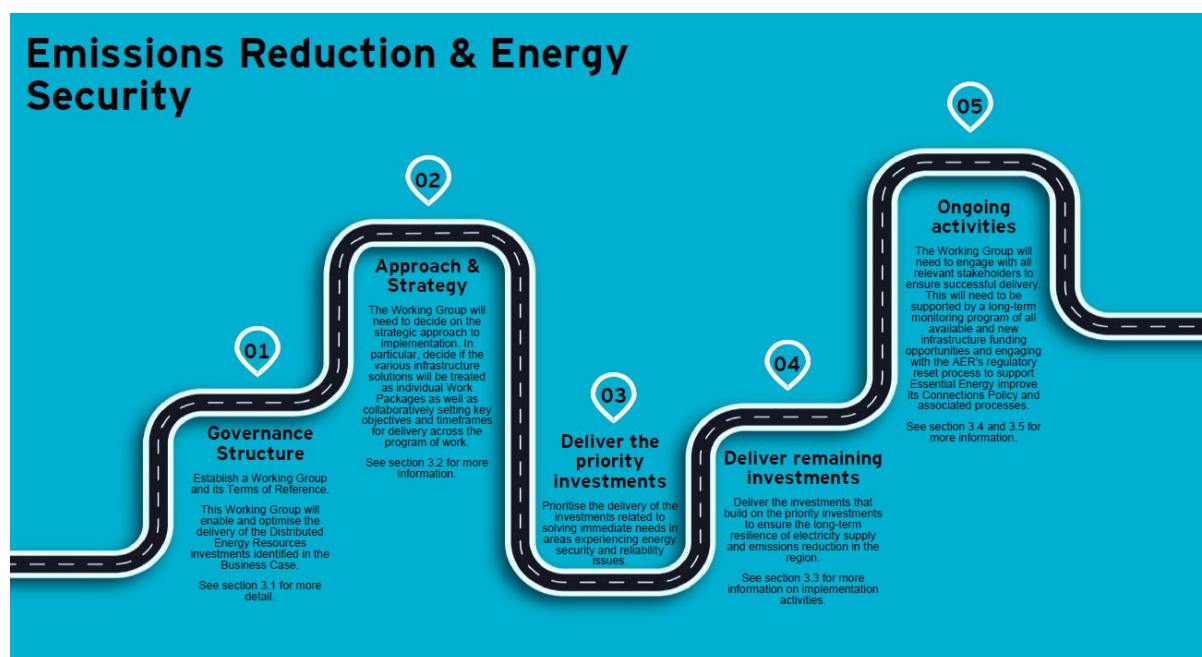 Emissions Reduction & Energy
Security
01
Governance
Structure
Establish a Working Group
and its Terms of Reference.
This Working Group will
enable and optimise the
delivery of the Distributed
Energy Resources
investments identified in the
Business Case.
See section 3.1 for more
detail.
02
Approach &
Strategy
The Working Group will
need to decide on the
strategic approach to
implementation. In
particular, decide if the
various infrastructure
solutions will be treated
as individual Work
Packages as well as
collaboratively setting key
objectives and timeframes
for delivery across the
program of work.
See section 3.2 for more
information.
03
Deliver the
priority
investments
Prioritise the delivery of the
investments related to
solving immediate needs in
areas experiencing energy
security and reliability
issues.
04
Deliver remaining
investments
Deliver the investments that
build on the priority investments
to ensure the long-term
resilience of electricity supply
and emissions reduction in the
region.
See section 3.3 for more
information on implementation
activities.
05
Ongoing
activities
The Working Group will
need to engage with all
relevant stakeholders to
ensure successful delivery.
This will need to be
supported by a long-term
monitoring program of all
available and new
infrastructure funding
opportunities and engaging
with the AER's regulatory
reset process to support
Essential Energy improve
its Connections Policy and
associated processes.
See section 3.4 and 3.5 for
more information.